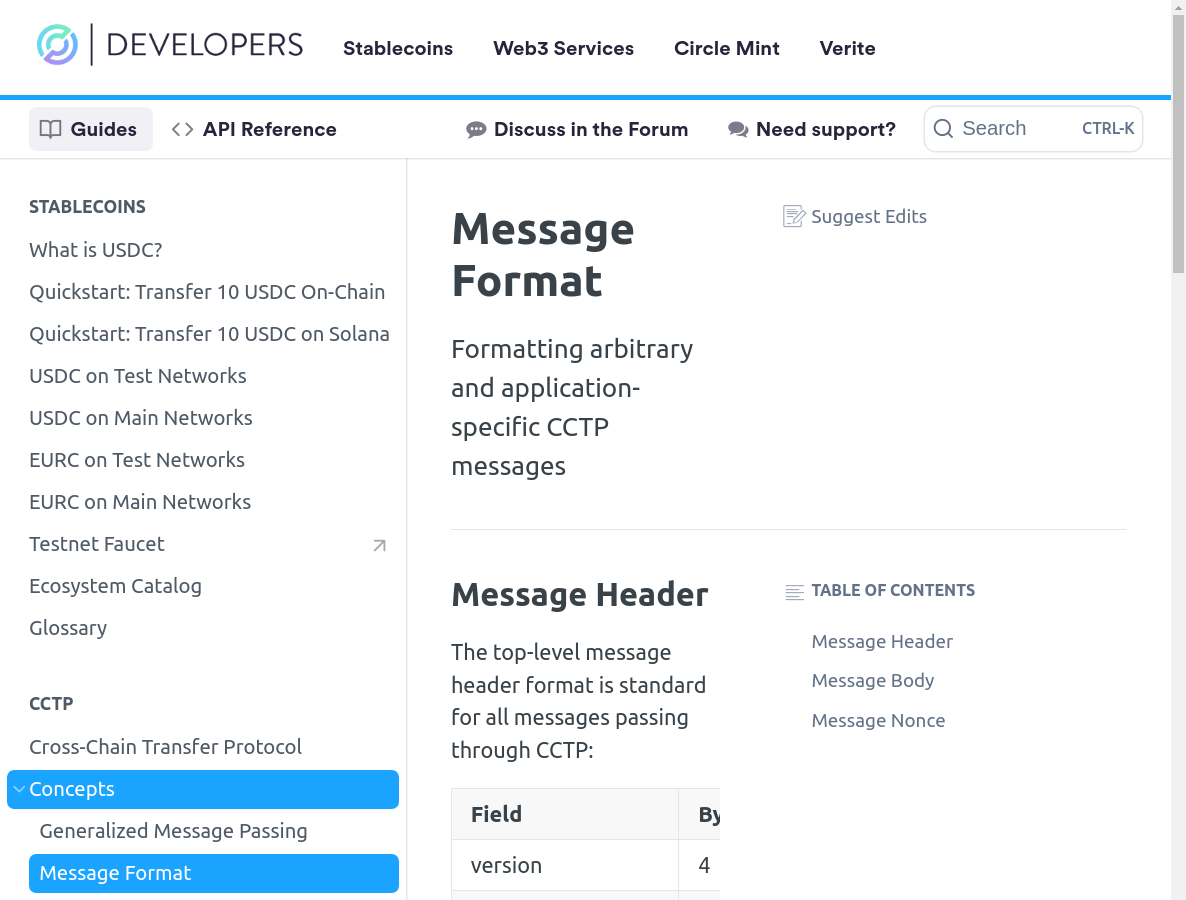 DEVELOPERS
Stablecoins
Web3 Services
Circle Mint
Verite
Guides
API Reference
Discuss in the Forum
Need support?
Search
CTRL-K
STABLECOINS
What is USDC?
Quickstart: Transfer 10 USDC On-Chain
Quickstart: Transfer 10 USDC on Solana
USDC on Test Networks
USDC on Main Networks
EURC on Test Networks
EURC on Main Networks
Testnet Faucet
Ecosystem Catalog
Glossary
CCTP
Cross-Chain Transfer Protocol
Concepts
Generalized Message Passing
Message Format
Message
Format
Suggest Edits
Formatting arbitrary
and application-
specific CCTP
messages
Message Header
The top-level message
header format is standard
for all messages passing
through CCTP:
Field
version
4
TABLE OF CONTENTS
Message Header
Message Body
Message Nonce